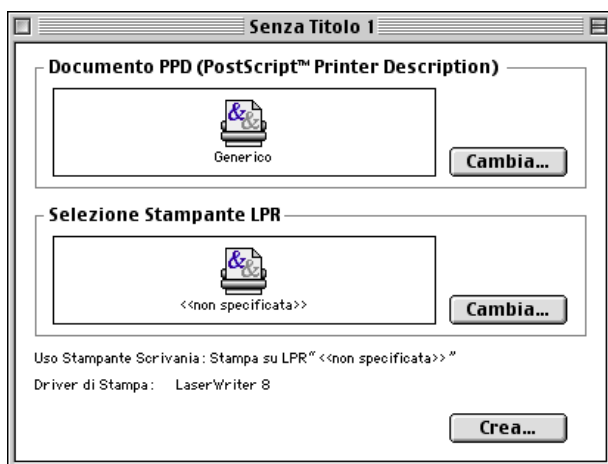 Senza Titolo 1
Documento PPD (PostScript™ Printer Description)
Generico
Cambia...
Selezione Stampante LPR
<<non specificata>>
Cambia...
Uso Stampante Scrivania: Stampa su LPR“ <<non specificata>> ”
Driver di Stampa: LaserWriter 8
Crea...